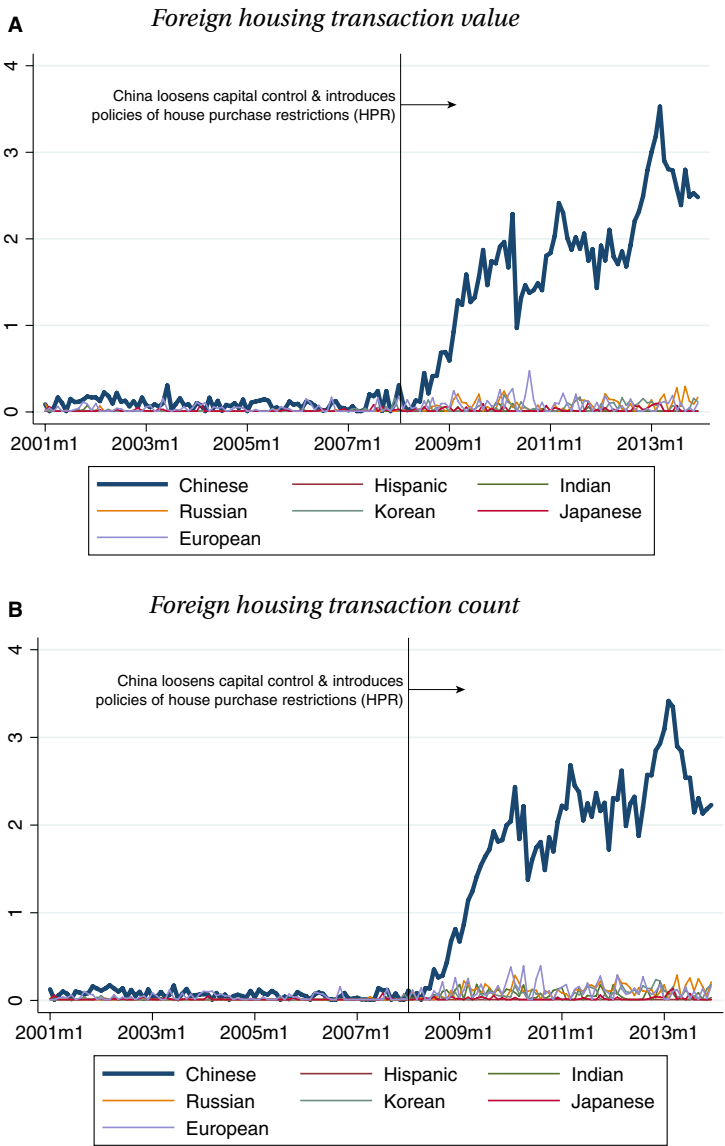 A
Foreign housing transaction value
4
China loosens capital control & introduces
policies of house purchase restrictions (HPR)
3
2
1
0
2001m1 2003m1 2005m1 2007m1 2009m1 2011m1 2013m1
Chinese Hispanic Indian
Russian Korean Japanese
European
B
Foreign housing transaction count
4
China loosens capital control & introduces
policies of house purchase restrictions (HPR)
3
2
1
0
2001m1 2003m1 2005m1 2007m1 2009m1 2011m1 2013m1
Chinese Hispanic Indian
Russian Korean Japanese
European